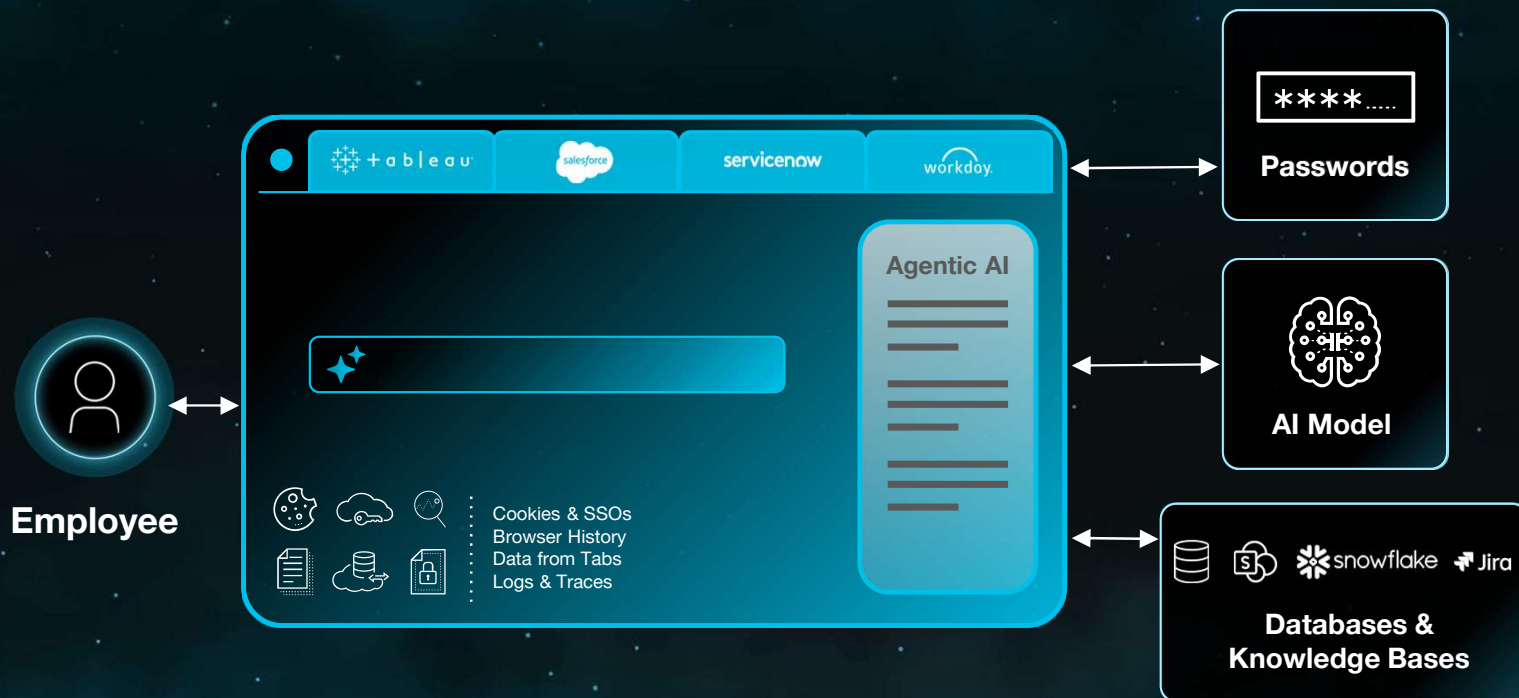 tableau
salesforce
servicenow
workday.
****.....
Passwords
Agentic AI
AI Model
Employee
Cookies & SSOs
Browser History
Data from Tabs
Logs & Traces
S
snowflake
Jira
Databases &
Knowledge Bases